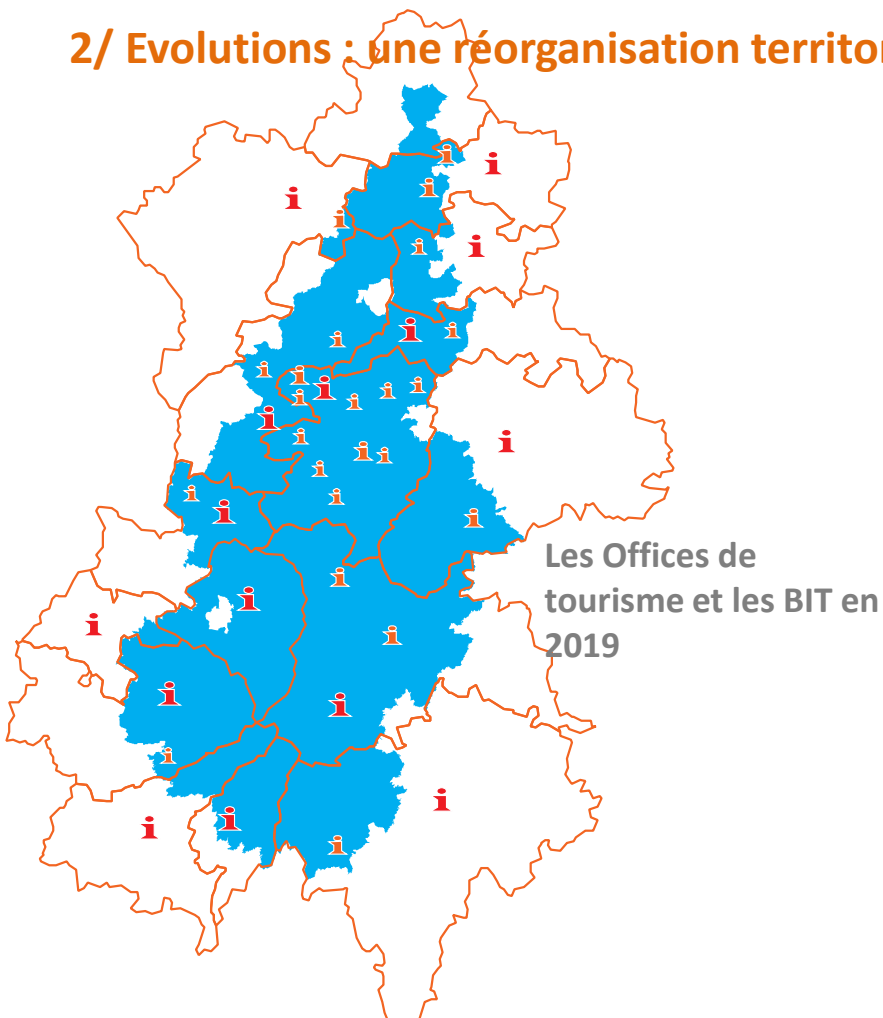 2/ Evolutions : une réorganisation territor
Les Offices de
tourisme et les BIT en
2019